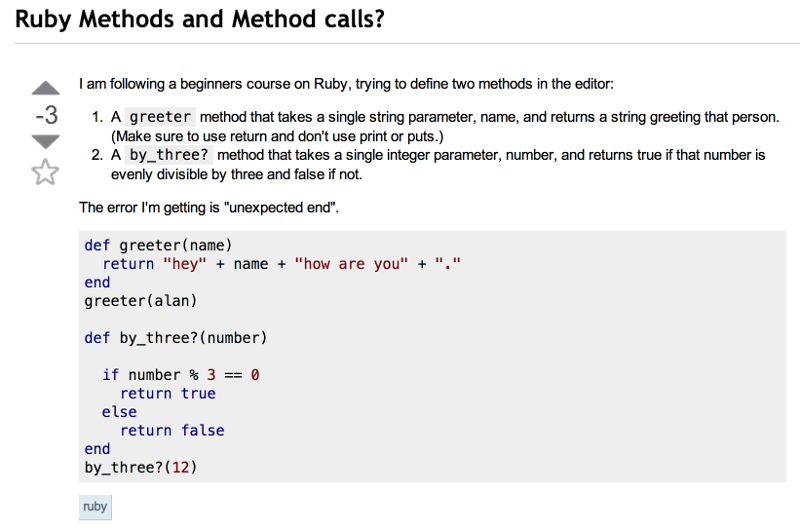 Ruby Methods and Method calls?
I am following a beginners course on Ruby, trying to define two methods in the editor:
-3
1. A greeter method that takes a single string parameter, name, and returns a string greeting that person.
(Make sure to use return and don't use print or puts.)
2. A by_three? method that takes a single integer parameter, number, and returns true if that number is
evenly divisible by three and false if not.
The error I'm getting is "unexpected end".
def greeter(name)
  return "hey" + name + "how are you" + "."
end
greeter(alan)
def by_three?(number)
  if number % 3 == 0
    return true
  else
    return false
end
by_three?(12)
ruby